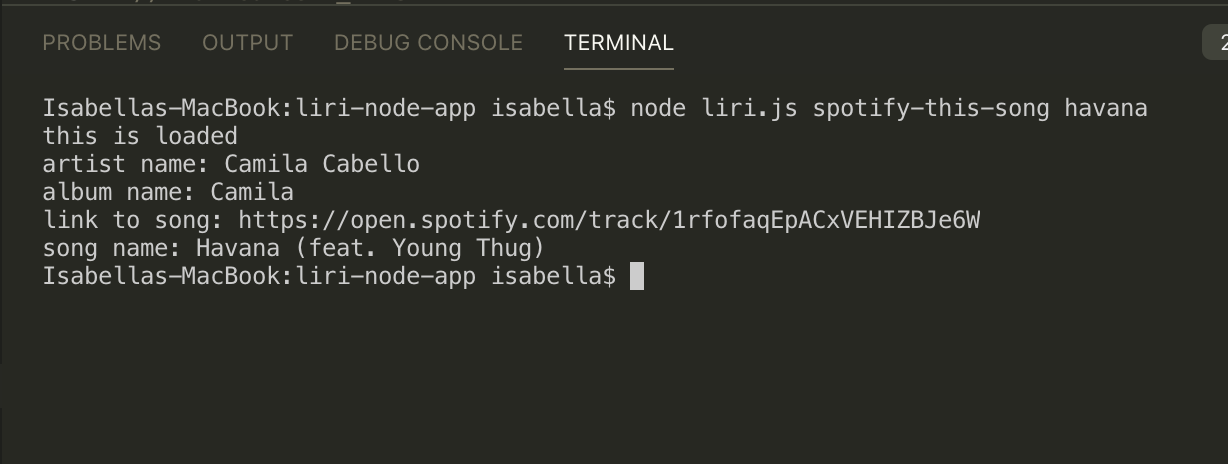 PROBLEMS OUTPUT DEBUG CONSOLE TERMINAL 2
Isabellas-MacBook:liri-node-app isabella$ node liri.js spotify-this-song havana
this is loaded
artist name: Camila Cabello
album name: Camila
link to song: https://open.spotify.com/track/1rfofaqEpACxVEHIZBJe6W
song name: Havana (feat. Young Thug)
Isabellas-MacBook:liri-node-app isabella$